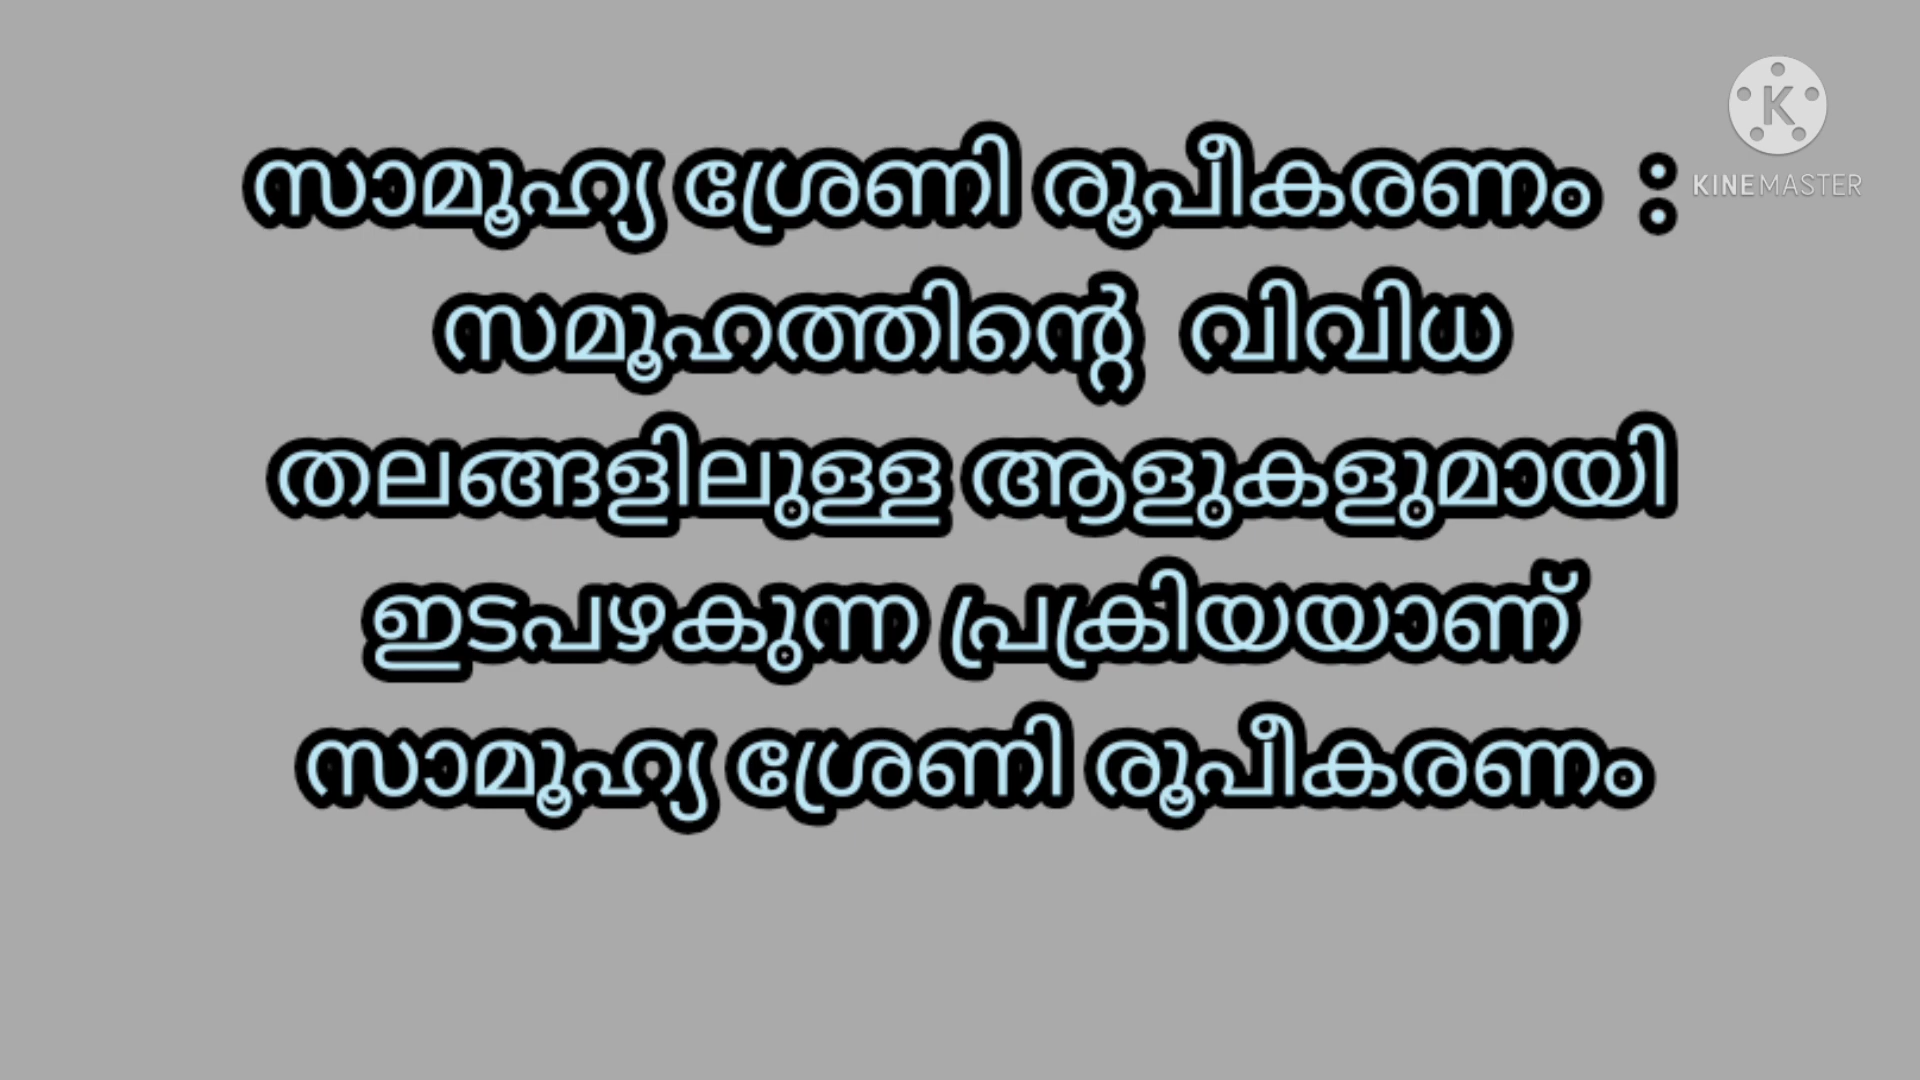 സാമൂഹ്യ ശ്രേണി രൂപീകരണം :
സമൂഹത്തിന്റെ വിവിധ
തലങ്ങളിലുള്ള ആളുകളുമായി
ഇടപഴകുന്ന പ്രക്രിയയാണ്
സാമൂഹ്യ ശ്രേണി രൂപീകരണം
K
KINEMASTER